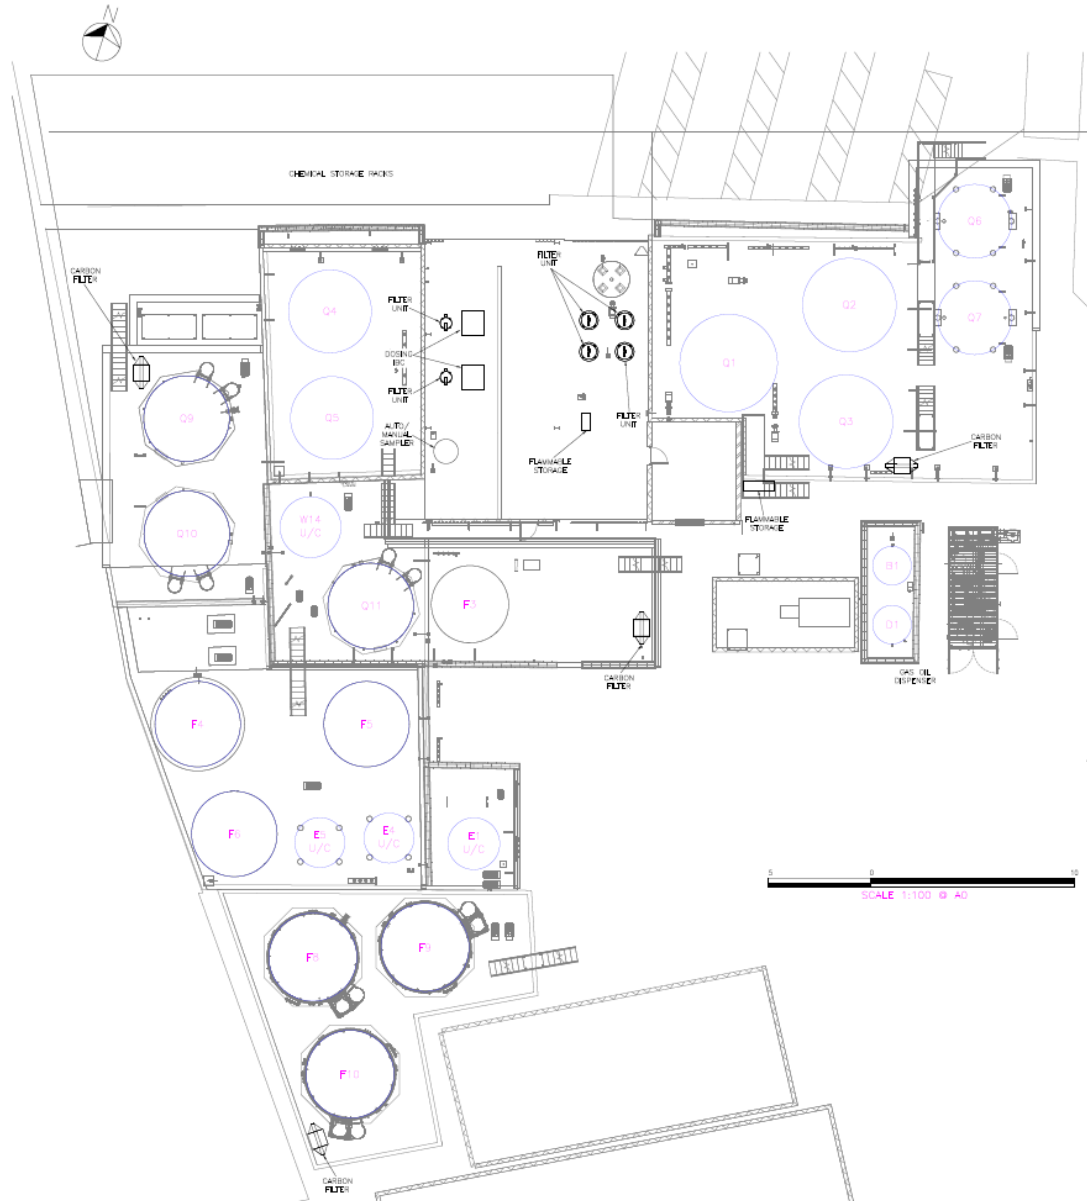 N
CHEMICAL STORAGE RACKS
Q6
CARBON
FILTER
FILTER
UNIT
Q4
FILTER
UNIT
Q2
Q7
DOSING
IBC
Q1
FILTER
UNIT
Q9
Q5
AUTO/
MANUAL
SAMPLER
FILTER
UNIT
Q3
CARBON
FILTER
FLAMMABLE
STORAGE
W14
U/C
FLAMMABLE
STORAGE
Q10
B1
Q11
D1
CARBON
FILTER
GAS OIL
DISPENSER
F4
F6
E5
U/C
E4
U/C
E1
U/C
5
0
10
SCALE 1:100 @ A0
F8
F9
F10
CARBON
FILTER